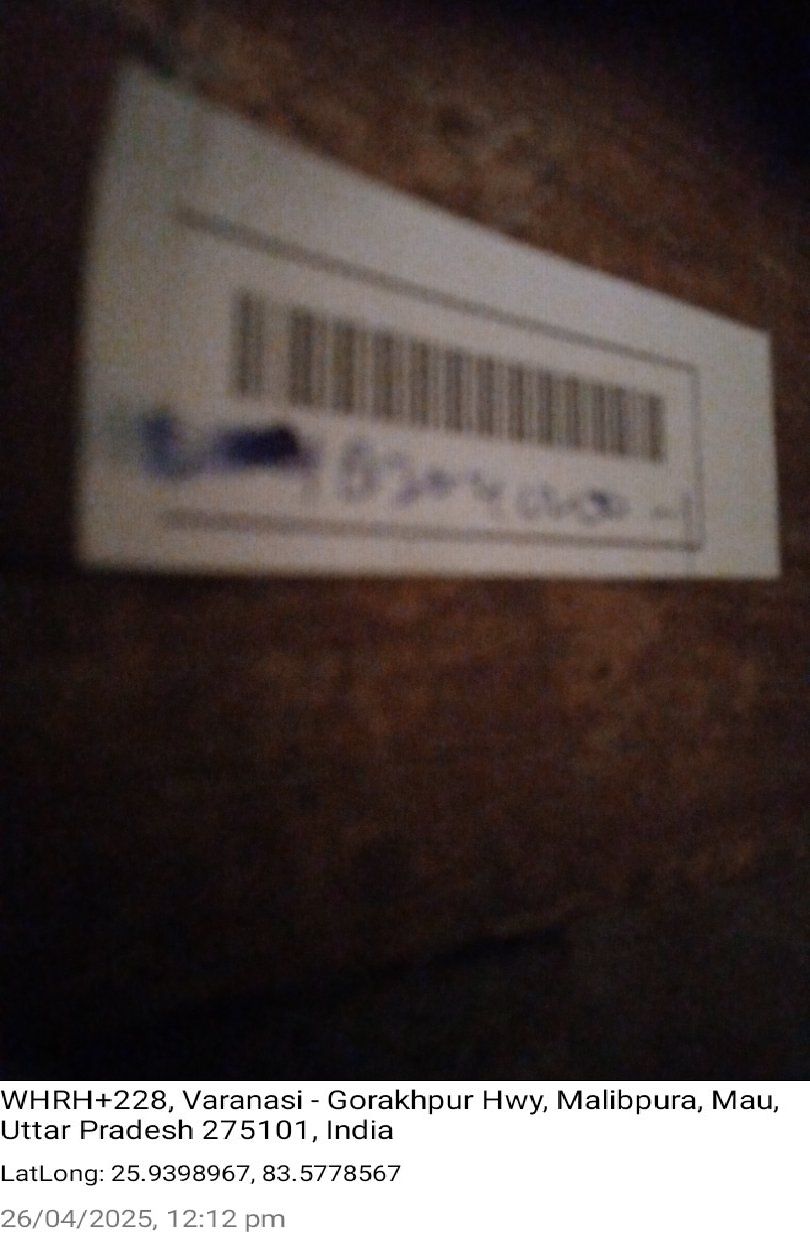 WHRH+228, Varanasi - Gorakhpur Hwy, Malibpura, Mau,
Uttar Pradesh 275101, India
LatLong: 25.9398967, 83.5778567
26/04/2025, 12:12 pm